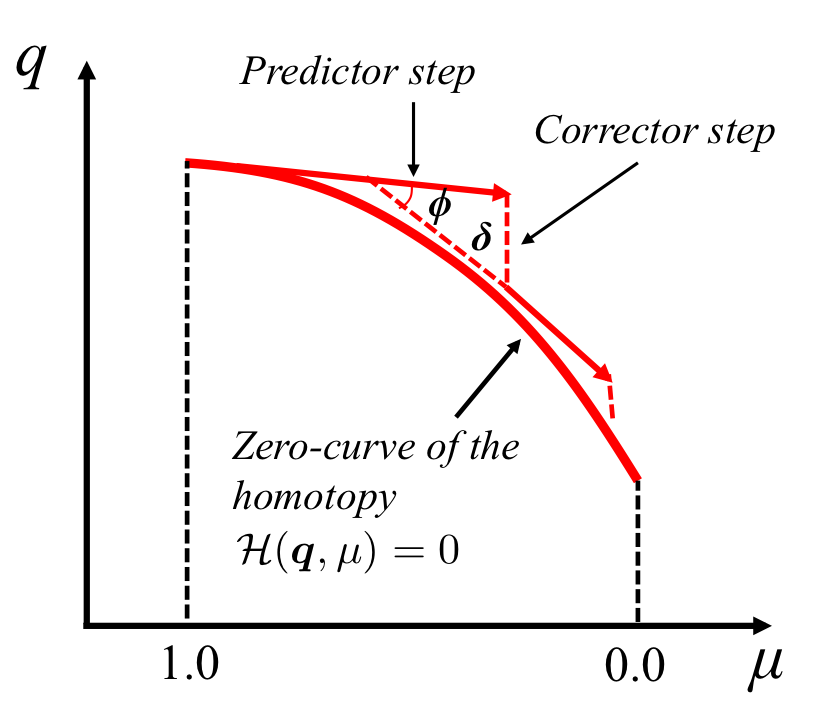 q
Predictor step
Corrector step
ϕ
δ
Zero-curve of the
homotopy
ℋ(q, μ) = 0
1.0
0.0
μ